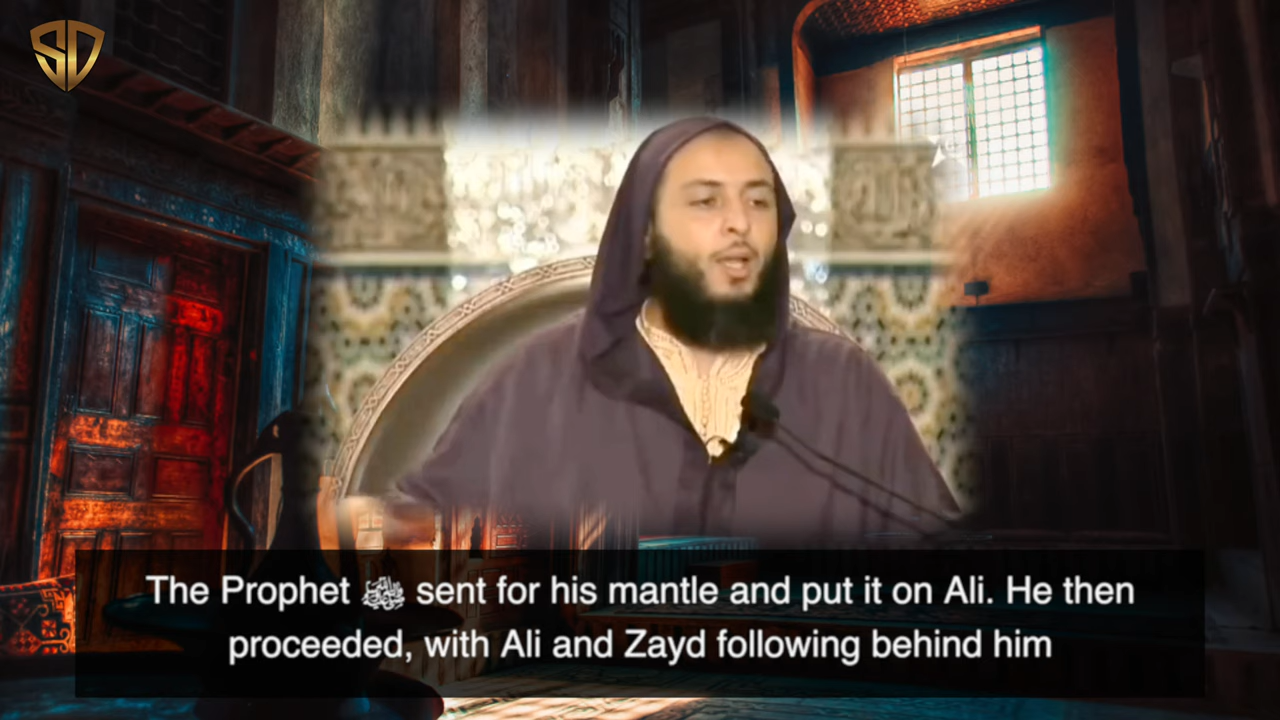 SD
The Prophet ﷺ sent for his mantle and put it on Ali. He then
proceeded, with Ali and Zayd following behind him